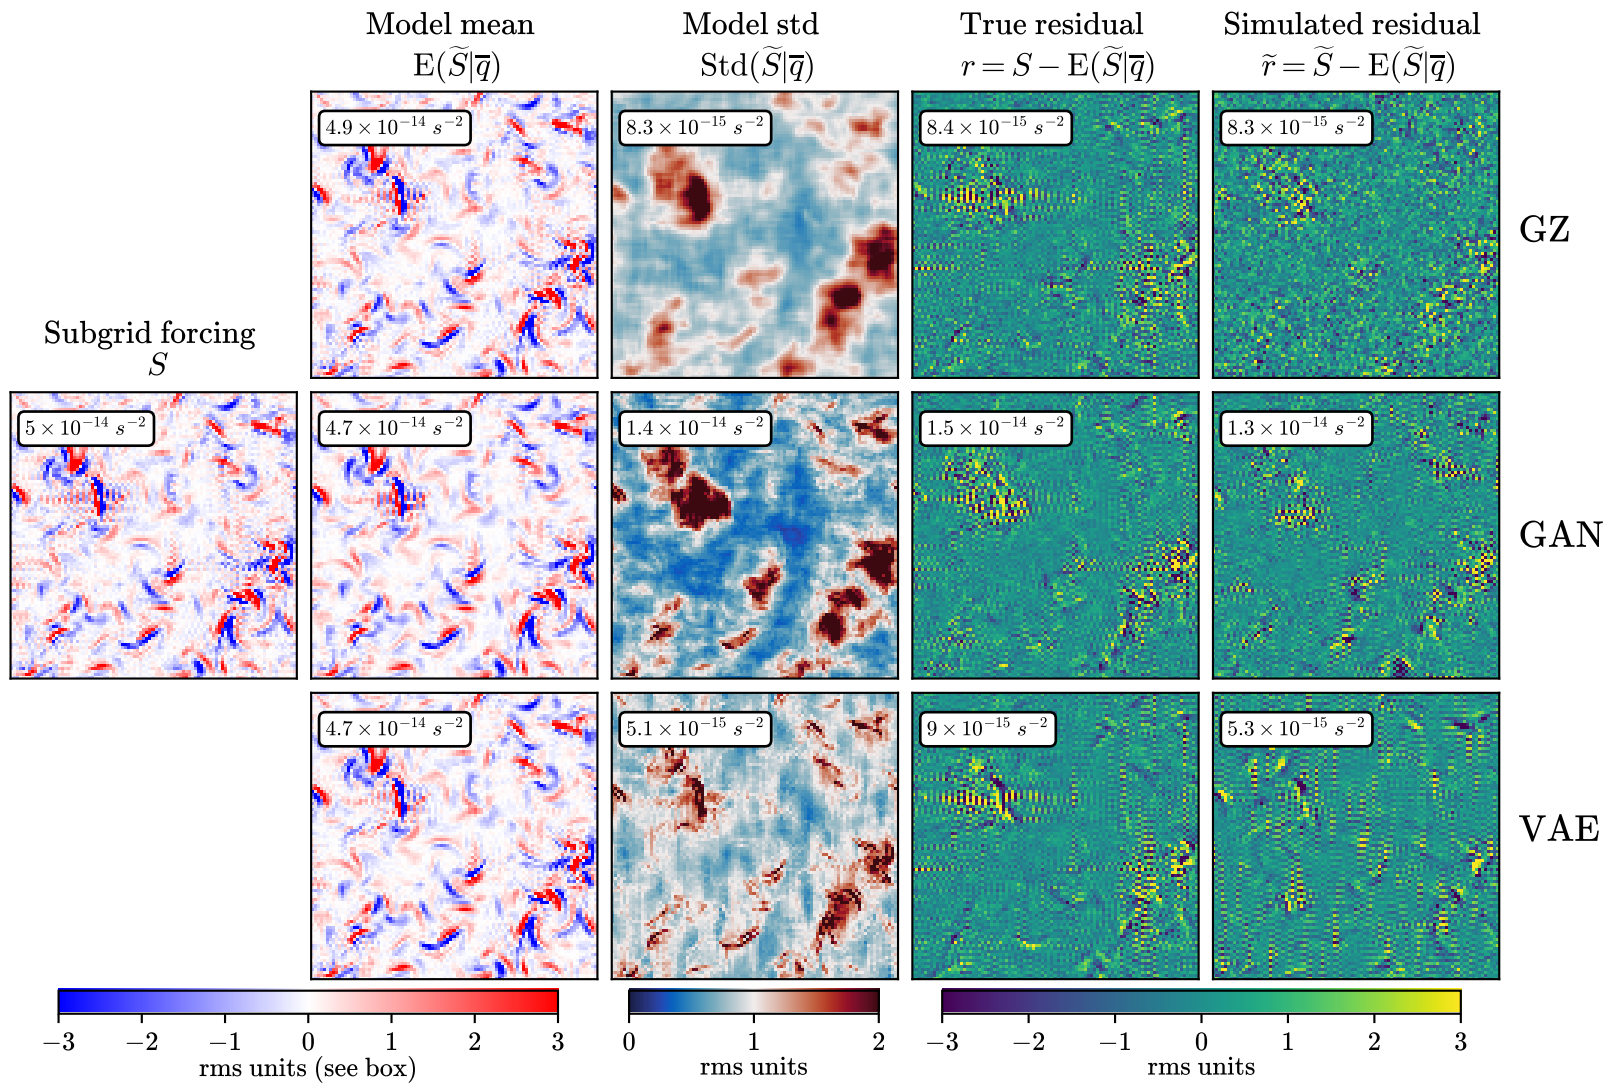 Model mean
E(S̃|q̅)
Model std
Std(S̃|q̅)
True residual
r = S − E(S̃|q̅)
Simulated residual
r̃ = S̃ − E(S̃|q̅)
4.9 × 10⁻¹⁴ s⁻²
8.3 × 10⁻¹⁵ s⁻²
8.4 × 10⁻¹⁵ s⁻²
8.3 × 10⁻¹⁵ s⁻²
GZ
Subgrid forcing
S
5 × 10⁻¹⁴ s⁻²
4.7 × 10⁻¹⁴ s⁻²
1.4 × 10⁻¹⁴ s⁻²
1.5 × 10⁻¹⁴ s⁻²
1.3 × 10⁻¹⁴ s⁻²
GAN
4.7 × 10⁻¹⁴ s⁻²
5.1 × 10⁻¹⁵ s⁻²
9 × 10⁻¹⁵ s⁻²
5.3 × 10⁻¹⁵ s⁻²
VAE
−3 −2 −1 0 1 2 3
rms units (see box)
0 1 2
rms units
−3 −2 −1 0 1 2 3
rms units